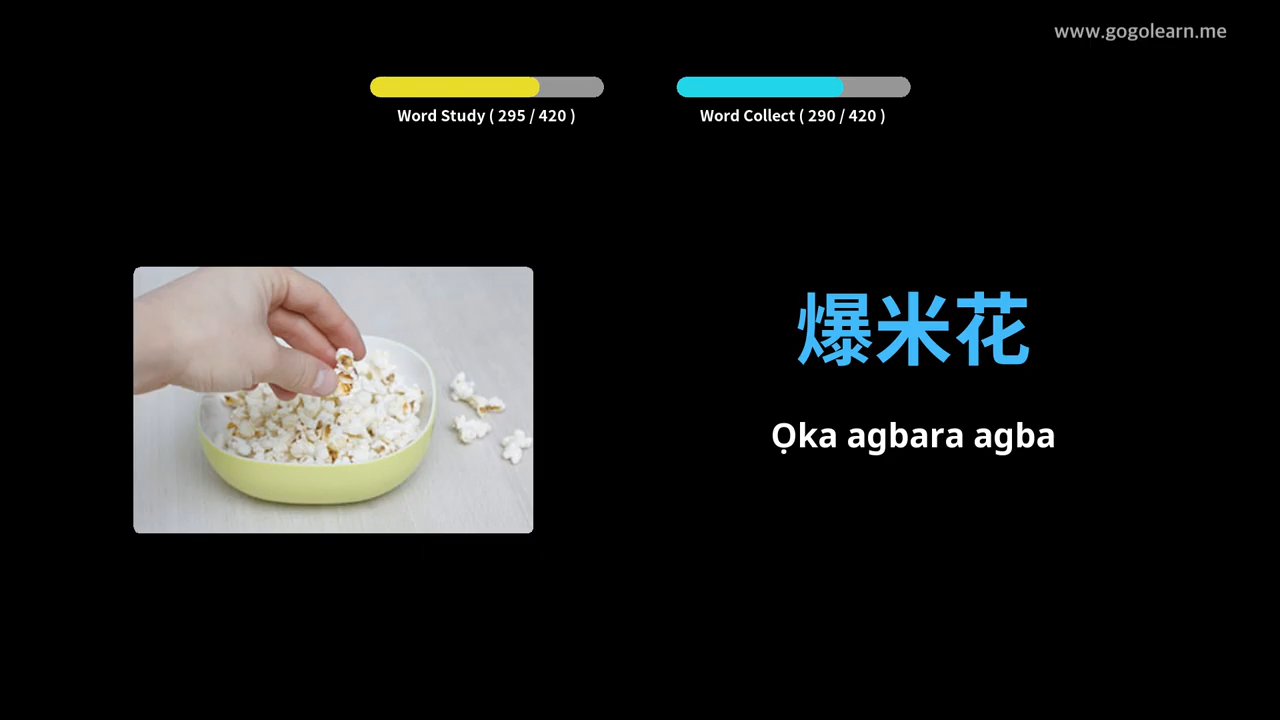 www.gogolearn.me
Word Study ( 295 / 420 )
Word Collect ( 290 / 420 )
爆米花
Ọka agbara agba